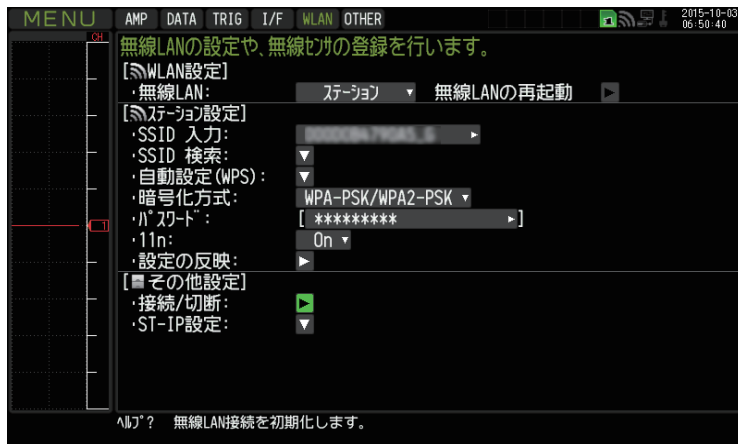 MENU AMP DATA TRIG I/F WLAN OTHER 1 2015-10-03
06:50:40
CH
無線LANの設定や、無線ｾﾝｻの登録を行います。
[WLAN設定]
･無線LAN: ｽﾃｰｼｮﾝ ▼ 無線LANの再起動 ▶
[ｽﾃｰｼｮﾝ設定]
･SSID 入力: ▶
･SSID 検索: ▼
･自動設定(WPS): ▼
･暗号化方式: WPA-PSK/WPA2-PSK ▼
･ﾊﾟｽﾜｰﾄﾞ: [ ********* ▶]
1
･11n: On ▼
･設定の反映: ▶
[その他設定]
･接続/切断: ▶
･ST-IP設定: ▼
ﾍﾙﾌﾟ? 無線LAN接続を初期化します。